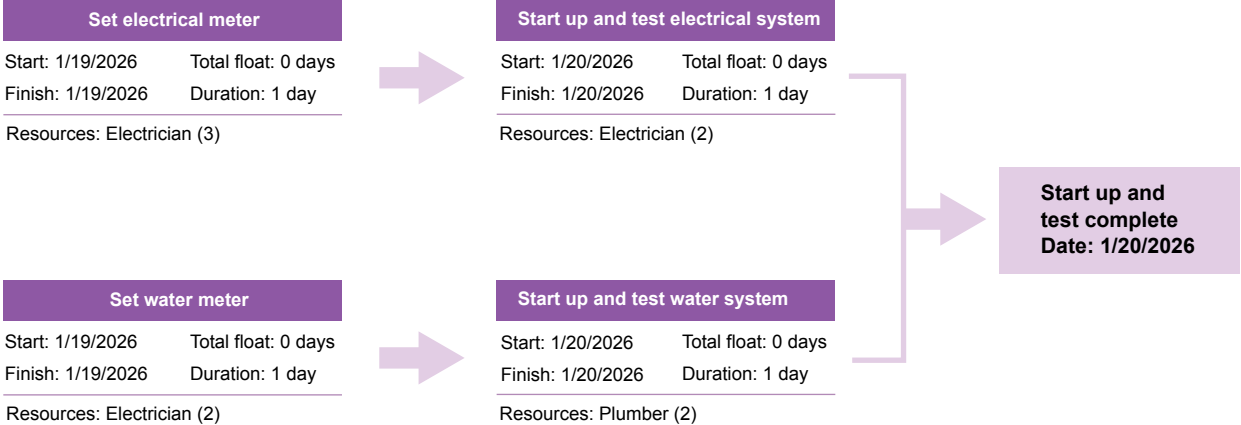 Set electrical meter
Start: 1/19/2026 Total float: 0 days
Finish: 1/19/2026 Duration: 1 day
Resources: Electrician (3)
Start up and test electrical system
Start: 1/20/2026 Total float: 0 days
Finish: 1/20/2026 Duration: 1 day
Resources: Electrician (2)
Start up and
test complete
Date: 1/20/2026
Set water meter
Start: 1/19/2026 Total float: 0 days
Finish: 1/19/2026 Duration: 1 day
Resources: Electrician (2)
Start up and test water system
Start: 1/20/2026 Total float: 0 days
Finish: 1/20/2026 Duration: 1 day
Resources: Plumber (2)